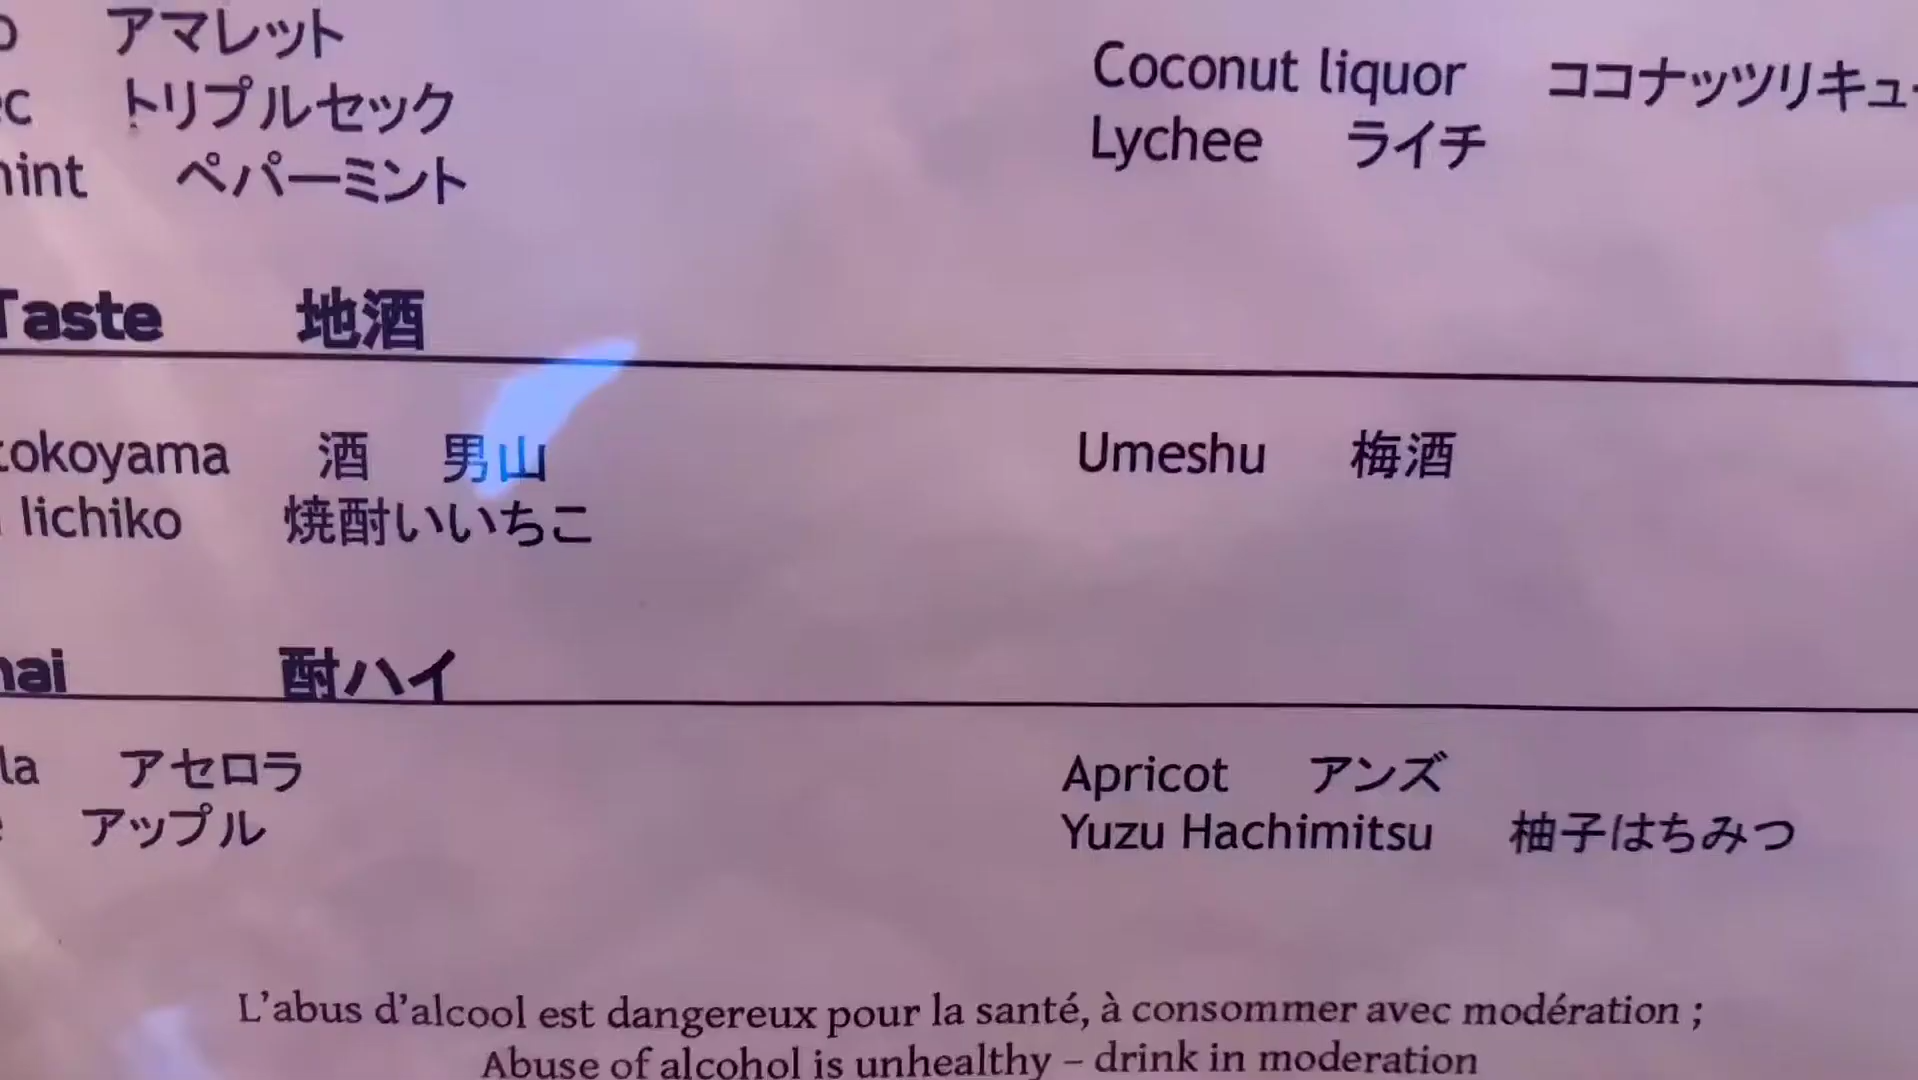 アマレット
トリプルセック
ペパーミント
Coconut liquor ココナッツリキュ
Lychee ライチ
Taste 地酒
酒 男山
Iichiko 焼酎いいちこ
Umeshu 梅酒
酎ハイ
アセロラ
アップル
Apricot アンズ
Yuzu Hachimitsu 柚子はちみつ
L'abus d'alcool est dangereux pour la santé, à consommer avec modération ;
Abuse of alcohol is unhealthy – drink in moderation